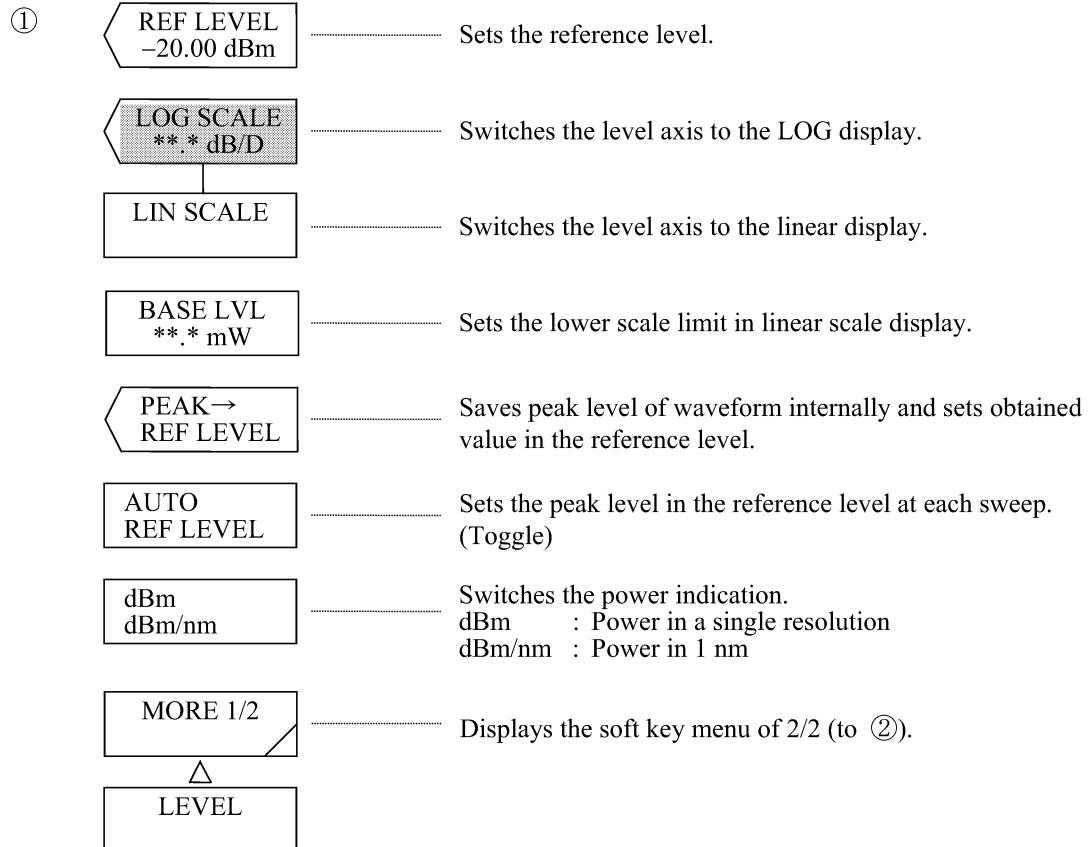 ①
REF LEVEL
−20.00 dBm
Sets the reference level.
LOG SCALE
**.* dB/D
Switches the level axis to the LOG display.
LIN SCALE
Switches the level axis to the linear display.
BASE LVL
**.* mW
Sets the lower scale limit in linear scale display.
PEAK→
REF LEVEL
Saves peak level of waveform internally and sets obtained
value in the reference level.
AUTO
REF LEVEL
Sets the peak level in the reference level at each sweep.
(Toggle)
dBm
dBm/nm
Switches the power indication.
dBm : Power in a single resolution
dBm/nm : Power in 1 nm
MORE 1/2
Displays the soft key menu of 2/2 (to ②).
LEVEL